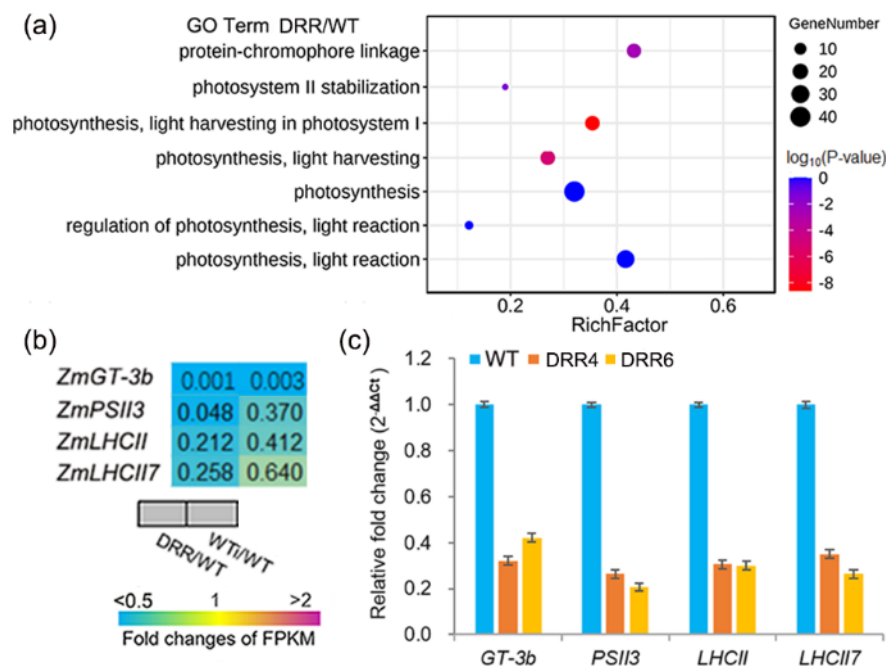 (a)
GO Term DRR/WT
protein-chromophore linkage
photosystem II stabilization
photosynthesis, light harvesting in photosystem I
photosynthesis, light harvesting
photosynthesis
regulation of photosynthesis, light reaction
photosynthesis, light reaction
0.2 0.4 0.6
RichFactor
GeneNumber
10
20
30
40
log₁₀(P-value)
0
-2
-4
-6
-8
(b)
ZmGT-3b 0.001 0.003
ZmPSII3 0.048 0.370
ZmLHCII 0.212 0.412
ZmLHCII7 0.258 0.640
DRR/WT WTi/WT
<0.5 1 >2
Fold changes of FPKM
(c)
WT DRR4 DRR6
Relative fold change (2-ΔΔCt)
1.2
1.0
0.8
0.6
0.4
0.2
0.0
GT-3b PSII3 LHCII LHCII7